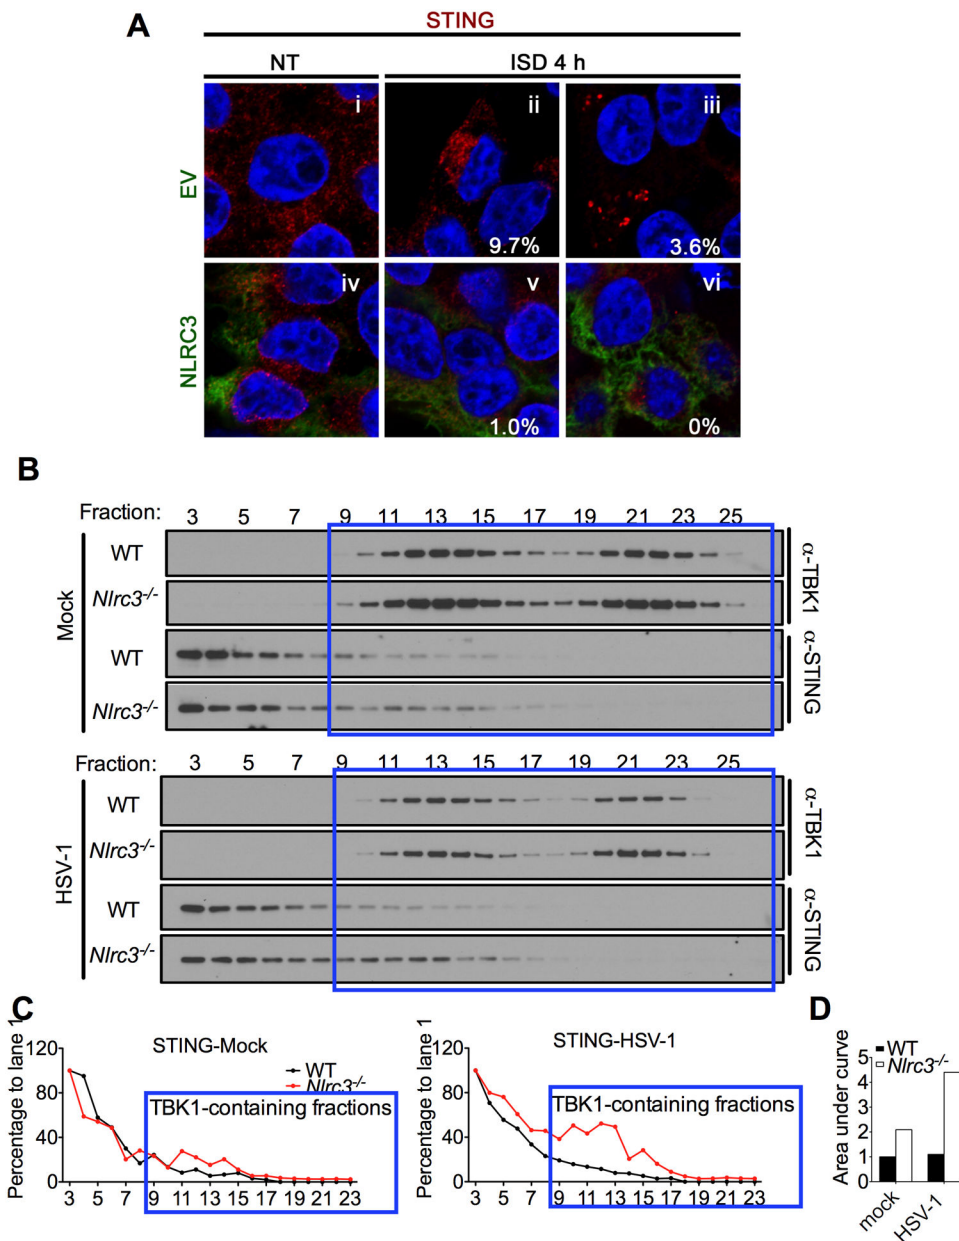 A
STING
NT
ISD 4 h
EV
i
ii
iii
9.7%
3.6%
NLRC3
iv
v
vi
1.0%
0%
B
Fraction: 3 5 7 9 11 13 15 17 19 21 23 25
Mock
WT
Nlrc3-/-
α-TBK1
WT
Nlrc3-/-
α-STING
Fraction: 3 5 7 9 11 13 15 17 19 21 23 25
HSV-1
WT
Nlrc3-/-
α-TBK1
WT
Nlrc3-/-
α-STING
C
Percentage to lane 1
STING-Mock
WT
Nlrc3-/-
TBK1-containing fractions
120
80
40
0
3 5 7 9 11 13 15 17 19 21 23
Percentage to lane 1
STING-HSV-1
TBK1-containing fractions
120
80
40
0
3 5 7 9 11 13 15 17 19 21 23
D
WT
Nlrc3-/-
Area under curve
5
4
3
2
1
0
mock
HSV-1